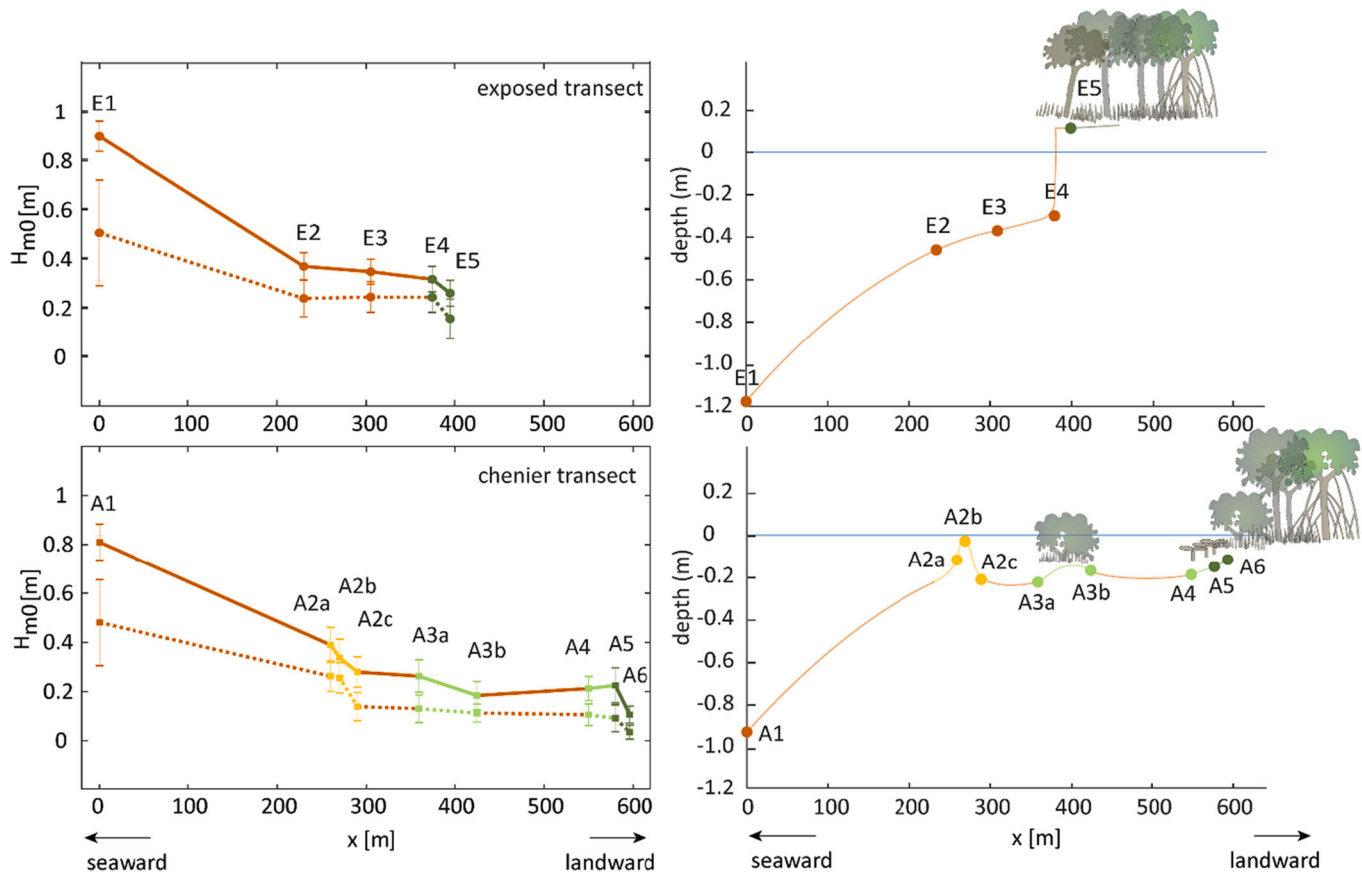 exposed transect
H_m0 [m]
1
0.8
0.6
0.4
0.2
0
E1
E2
E3
E4
E5
0 100 200 300 400 500 600
depth (m)
0.2
0
-0.2
-0.4
-0.6
-0.8
-1.0
-1.2
E5
E4
E3
E2
E1
0 100 200 300 400 500 600
chenier transect
H_m0 [m]
1
0.8
0.6
0.4
0.2
0
A1
A2b
A2a
A2c
A3a
A3b
A4
A5
A6
0 100 200 300 400 500 600
x [m]
seaward
landward
depth (m)
0.2
0
-0.2
-0.4
-0.6
-0.8
-1.0
-1.2
A2b
A2a
A2c
A3a
A3b
A4
A5
A6
A1
0 100 200 300 400 500 600
x [m]
seaward
landward